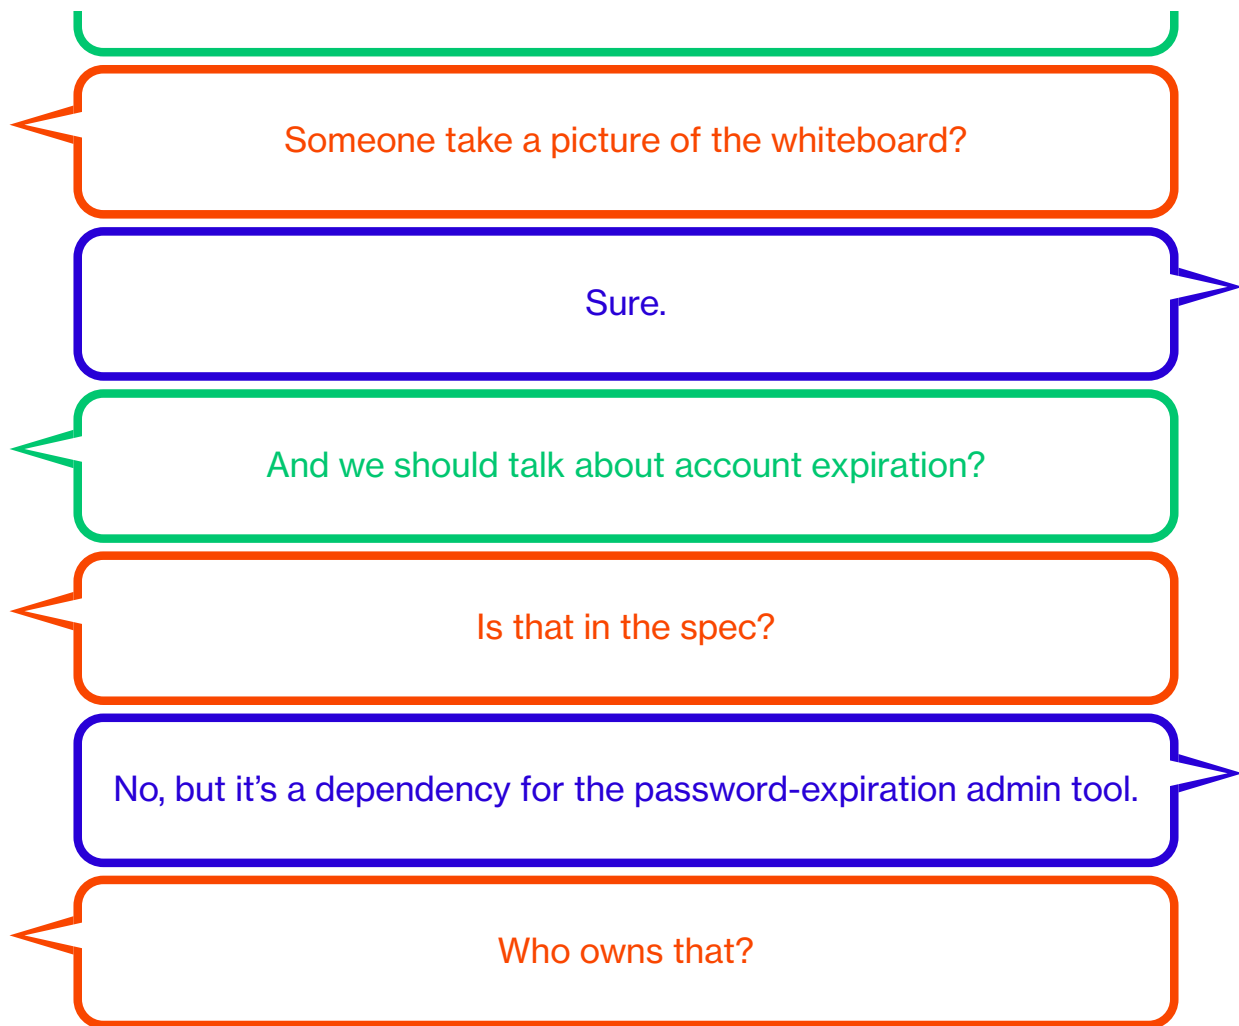 Someone take a picture of the whiteboard?
Sure.
And we should talk about account expiration?
Is that in the spec?
No, but it’s a dependency for the password-expiration admin tool.
Who owns that?